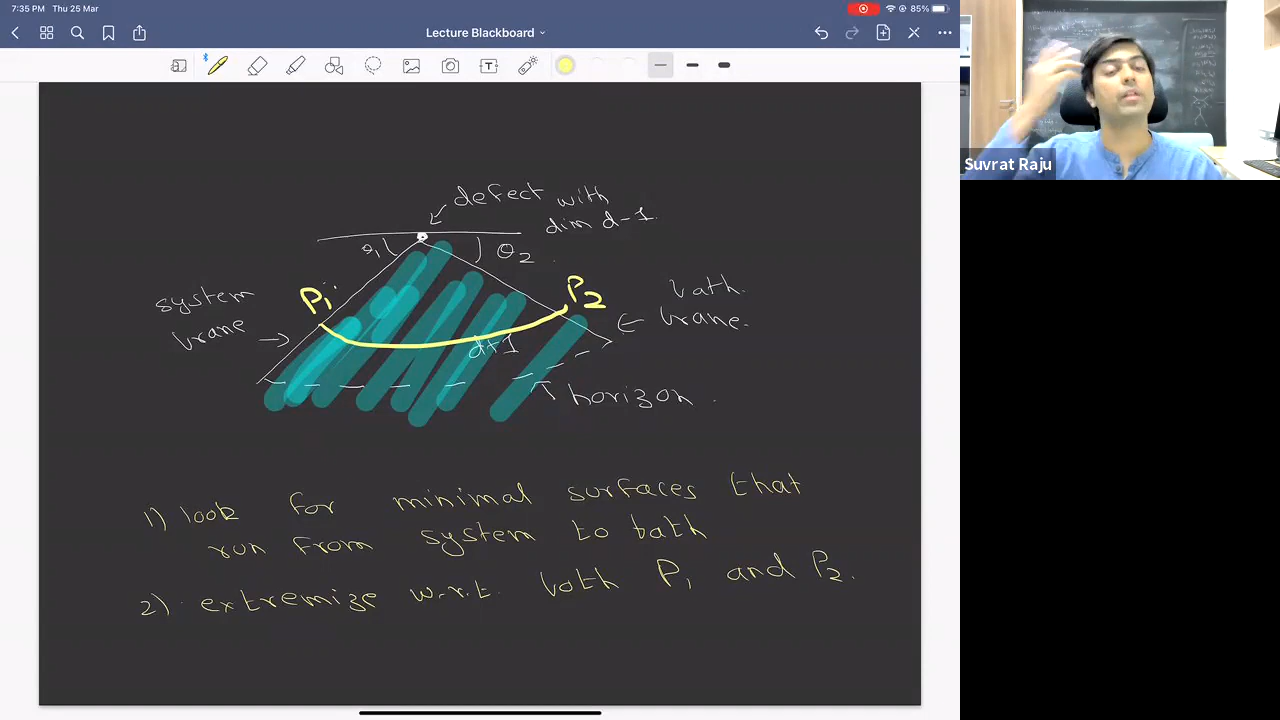 7:35 PM Thu 25 Mar
85%
Lecture Blackboard
Suvrat Raju
defect with
dim d-1
θ1
θ2
system
brane
P1
P2
bath
brane
d+1
horizon
1) look for minimal surfaces that
run from system to bath
2) extremize w.r.t. both P1 and P2.